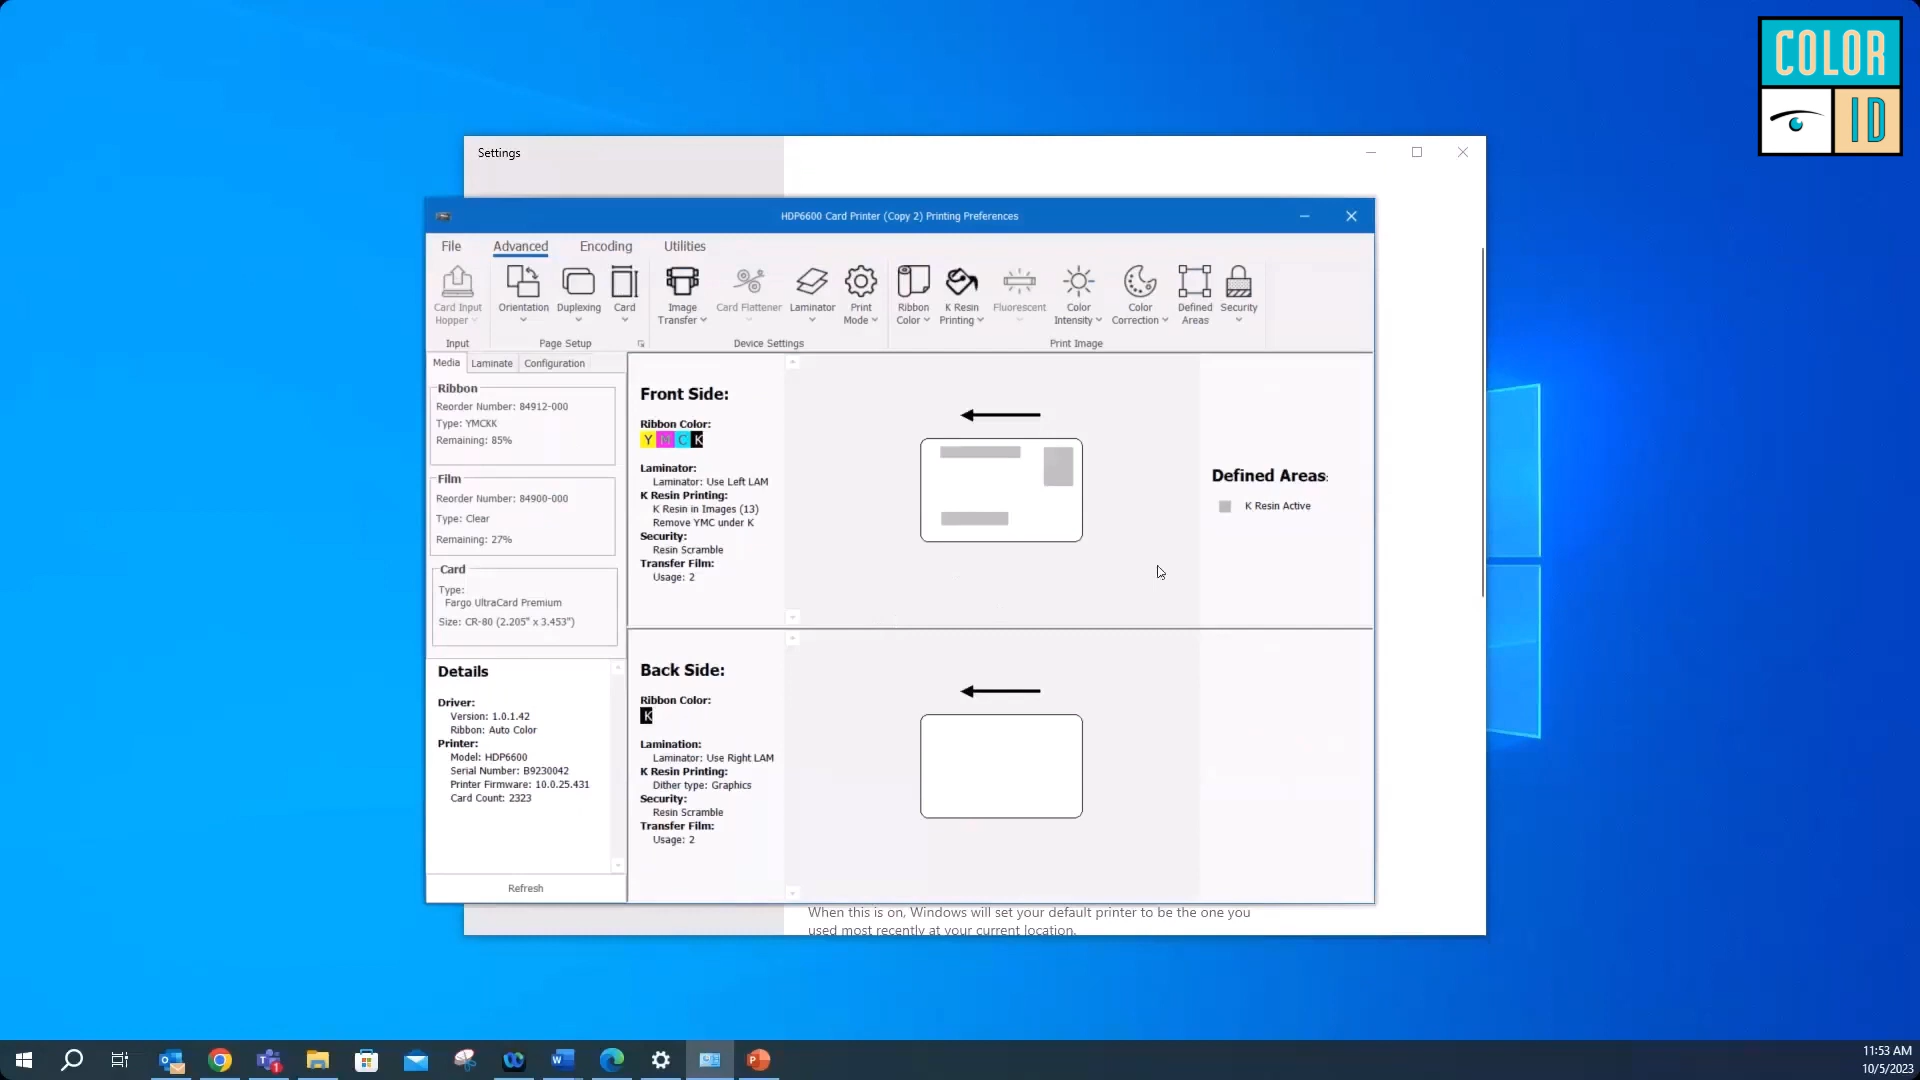 COLOR
ID
Settings
HDP6600 Card Printer (Copy 2) Printing Preferences
File Advanced Encoding Utilities
Card Input Hopper
Orientation
Duplexing
Card
Image Transfer
Card Flattener
Laminator
Print Mode
Ribbon Color
K Resin Printing
Fluorescent
Color Intensity
Color Correction
Defined Areas
Security
Input Page Setup Device Settings Print Image
Media Laminate Configuration
Ribbon
Reorder Number: 84912-000
Type: YMCKK
Remaining: 85%
Film
Reorder Number: 84900-000
Type: Clear
Remaining: 27%
Card
Type:
Fargo UltraCard Premium
Size: CR-80 (2.205" x 3.453")
Details
Driver:
Version: 1.0.1.42
Ribbon: Auto Color
Printer:
Model: HDP6600
Serial Number: B9230042
Printer Firmware: 10.0.25.431
Card Count: 2323
Refresh
Front Side:
Ribbon Color:
Y M C K
Laminator:
Laminator: Use Left LAM
K Resin Printing:
K Resin in Images (13)
Remove YMC under K
Security:
Resin Scramble
Transfer Film:
Usage: 2
Defined Areas:
K Resin Active
Back Side:
Ribbon Color:
K
Lamination:
Laminator: Use Right LAM
K Resin Printing:
Dither type: Graphics
Security:
Resin Scramble
Transfer Film:
Usage: 2
When this is on, Windows will set your default printer to be the one you
used most recently at your current location.
11:53 AM
10/5/2023